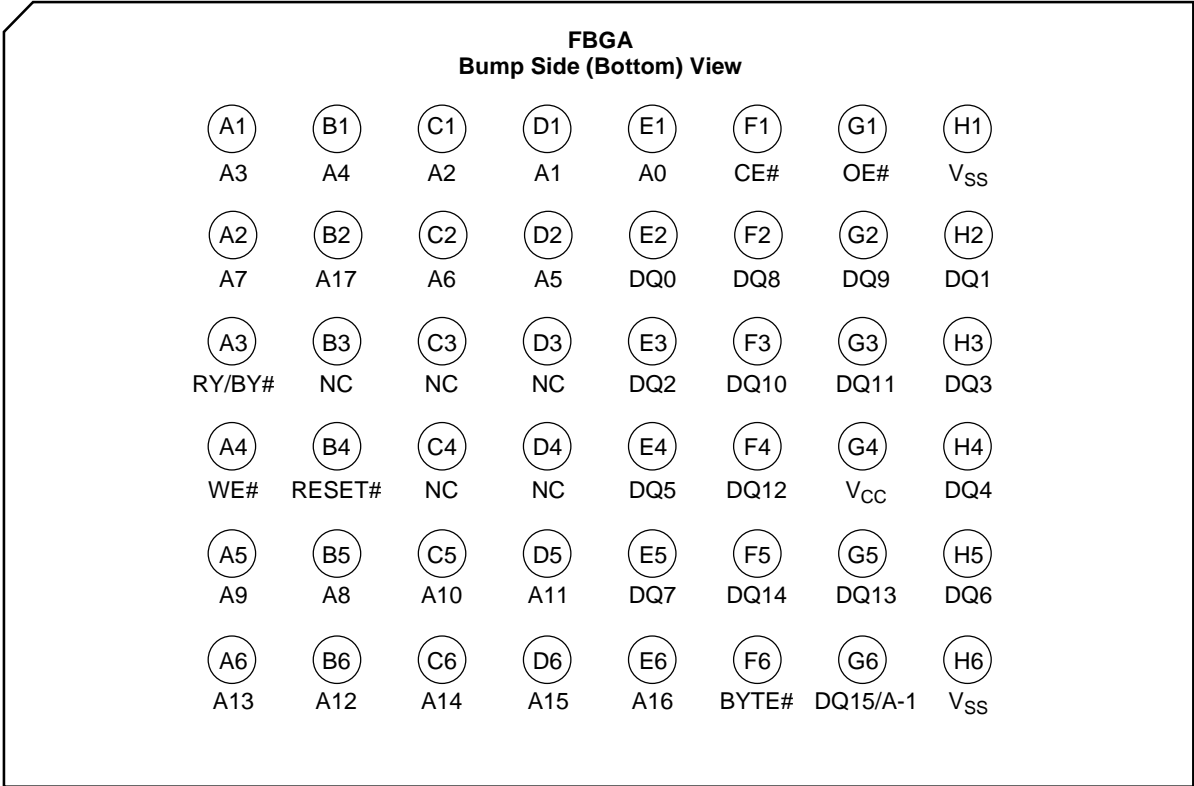 FBGA
Bump Side (Bottom) View
A1 B1 C1 D1 E1 F1 G1 H1
A3 A4 A2 A1 A0 CE# OE# VSS
A2 B2 C2 D2 E2 F2 G2 H2
A7 A17 A6 A5 DQ0 DQ8 DQ9 DQ1
A3 B3 C3 D3 E3 F3 G3 H3
RY/BY# NC NC NC DQ2 DQ10 DQ11 DQ3
A4 B4 C4 D4 E4 F4 G4 H4
WE# RESET# NC NC DQ5 DQ12 VCC DQ4
A5 B5 C5 D5 E5 F5 G5 H5
A9 A8 A10 A11 DQ7 DQ14 DQ13 DQ6
A6 B6 C6 D6 E6 F6 G6 H6
A13 A12 A14 A15 A16 BYTE# DQ15/A-1 VSS